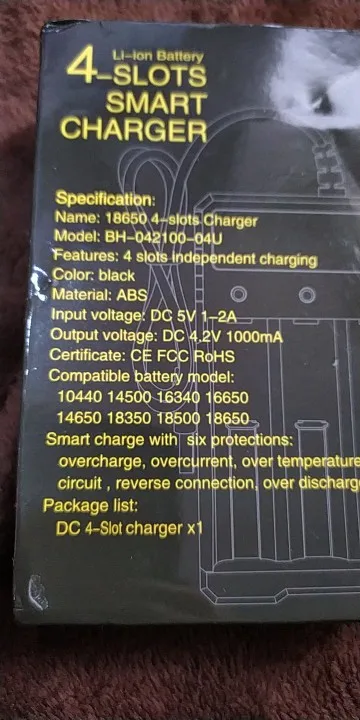 Li-Ion Battery
4-SLOTS
SMART
CHARGER
Specification:
Name: 18650 4-slots Charger
Model: BH-042100-04U
Features: 4 slots independent charging
Color: black
Material: ABS
Input voltage: DC 5V 1-2A
Output voltage: DC 4.2V 1000mA
Certificate: CE FCC RoHS
Compatible battery model:
10440 14500 16340 16650
14650 18350 18500 18650
Smart charge with six protections:
overcharge, overcurrent, over temperature
circuit , reverse connection, over discharge
Package list:
DC 4-Slot charger x1